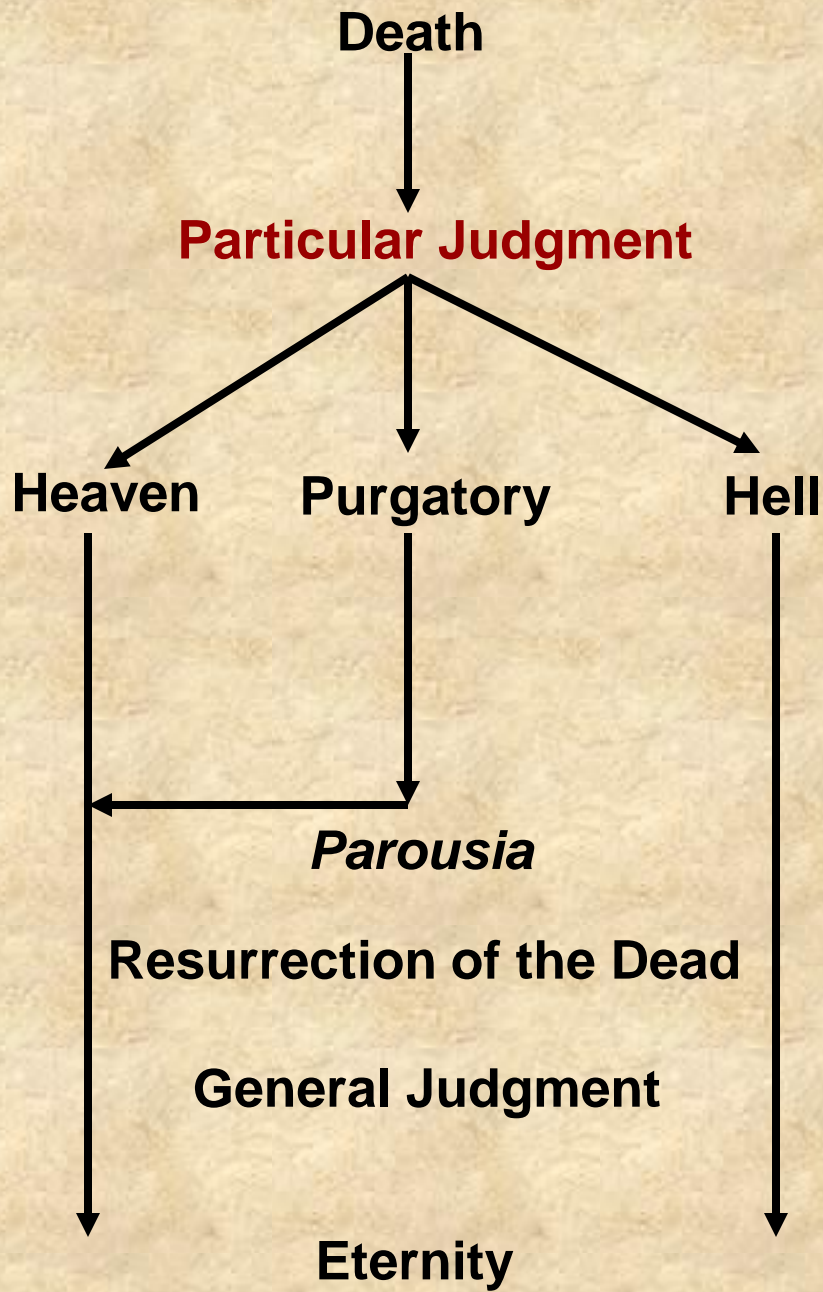 Death
Particular Judgment
Heaven
Purgatory
Hell
Parousia
Resurrection of the Dead
General Judgment
Eternity